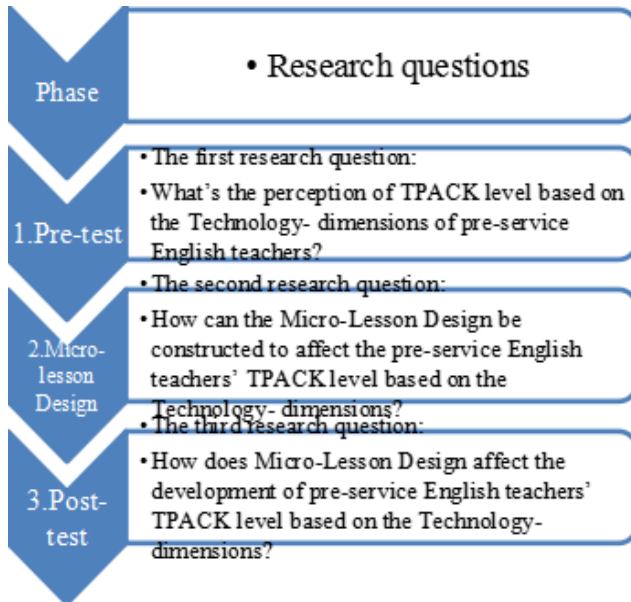 Phase
• Research questions
1.Pre-test
• The first research question:
• What's the perception of TPACK level based on
the Technology- dimensions of pre-service
English teachers?
2.Micro-
lesson
Design
• The second research question:
• How can the Micro-Lesson Design be
constructed to affect the pre-service English
teachers' TPACK level based on the
Technology- dimensions?
3.Post-
test
• The third research question:
• How does Micro-Lesson Design affect the
development of pre-service English teachers'
TPACK level based on the Technology-
dimensions?